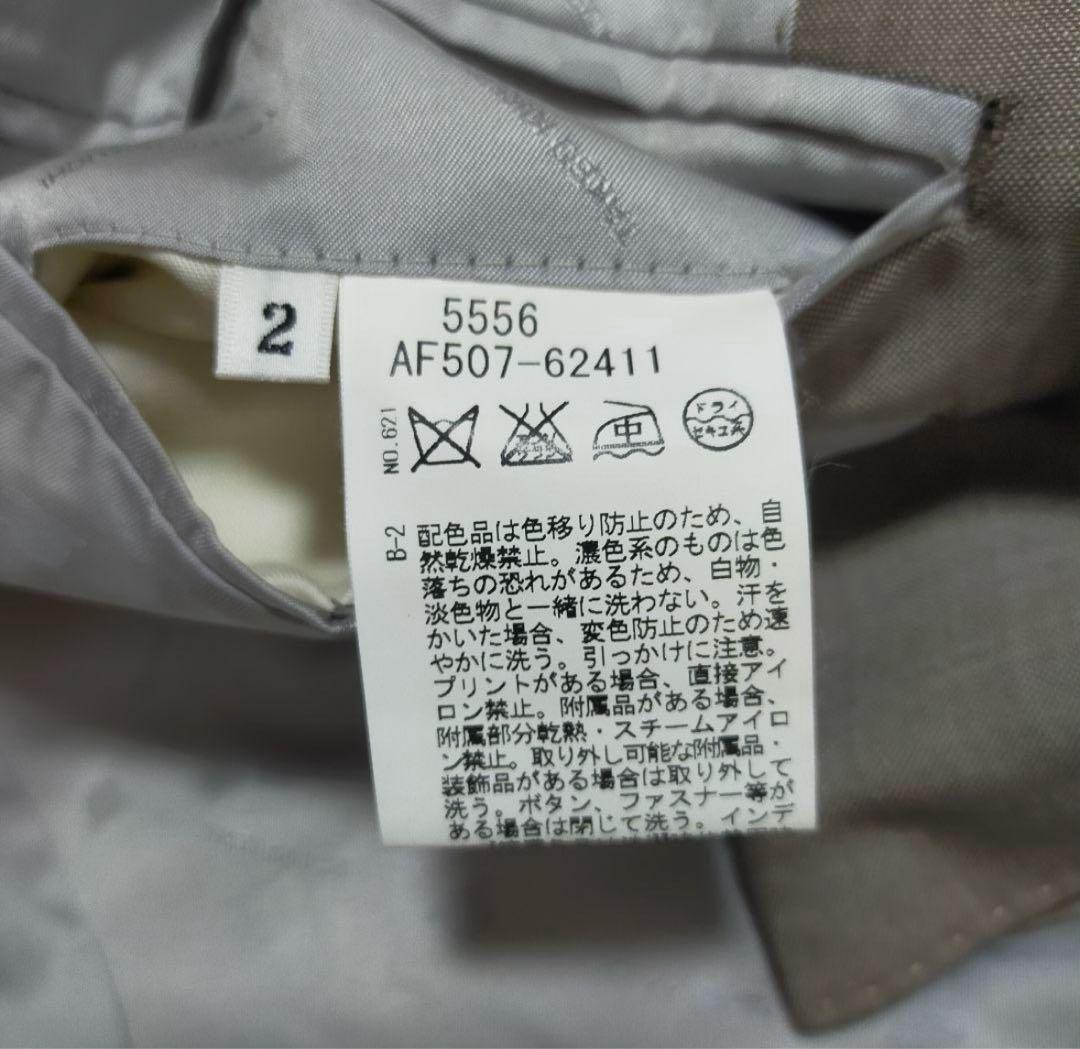 2
5556
AF507-62411
NO.621
中
ドライ
セキユ系
B-2
配色品は色移り防止のため、自
然乾燥禁止。濃色系のものは色
落ちの恐れがあるため、白物・
淡色物と一緒に洗わない。汗を
かいた場合、変色防止のため速
やかに洗う。引っかけに注意。
プリントがある場合、直接アイ
ロン禁止。附属品がある場合、
附属部分乾熱・スチームアイロ
ン禁止。取り外し可能な附属品・
装飾品がある場合は取り外して
洗う。ボタン、ファスナー等が
ある場合は閉じて洗う。インデ